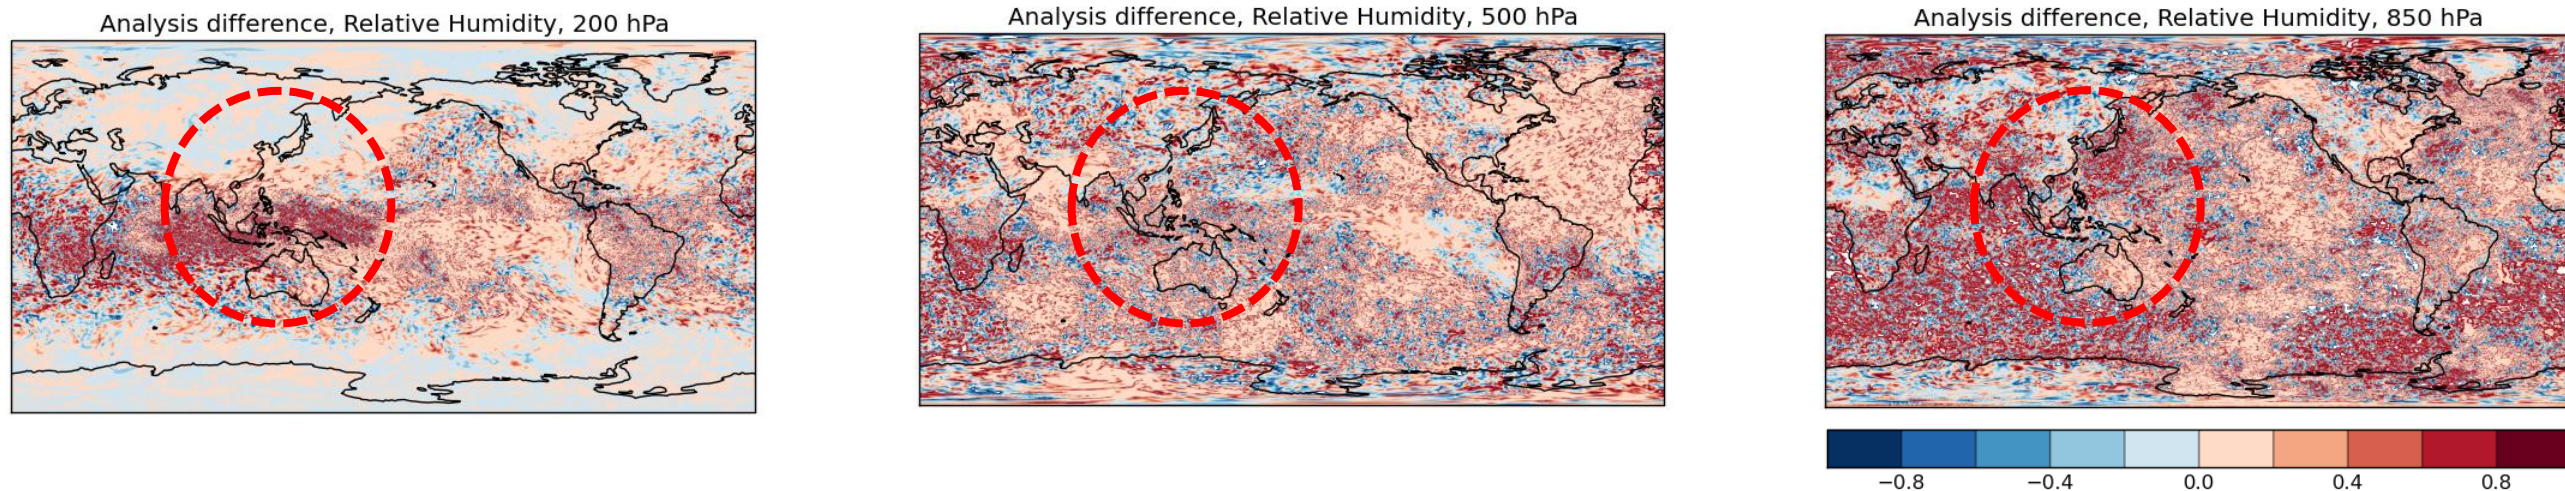 Analysis difference, Relative Humidity, 200 hPa
Analysis difference, Relative Humidity, 500 hPa
Analysis difference, Relative Humidity, 850 hPa
−0.8 −0.4 0.0 0.4 0.8